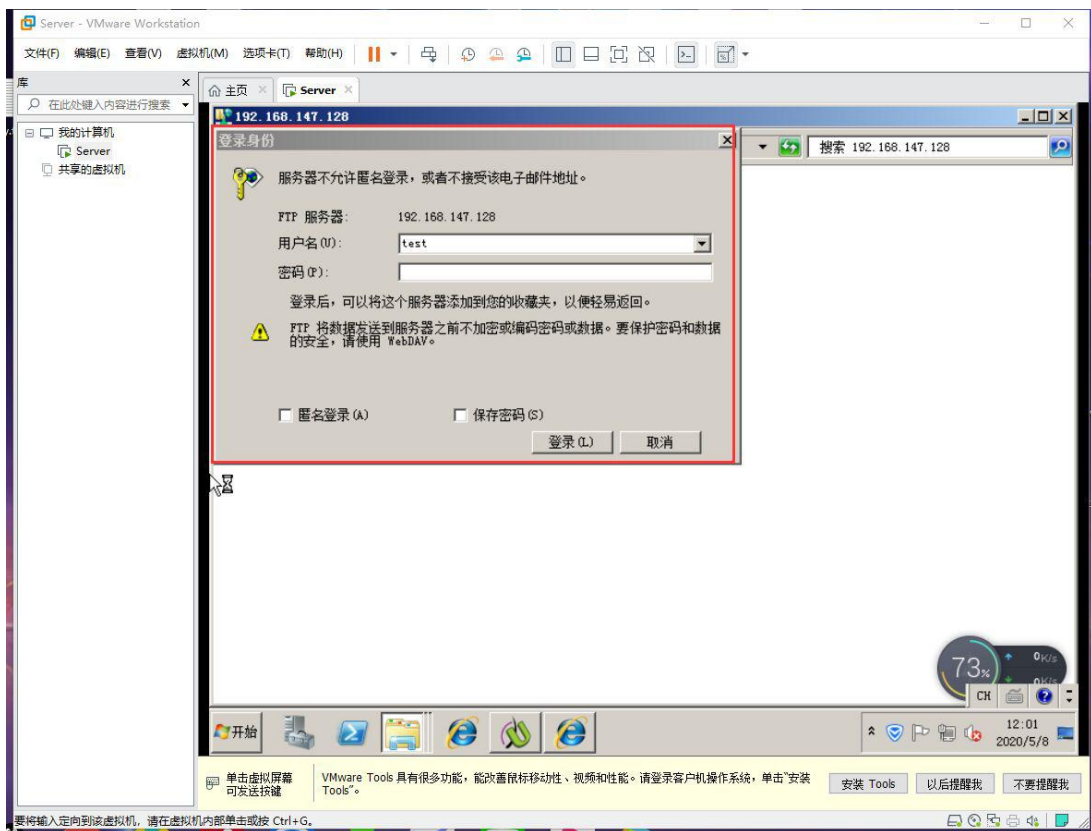 Server - VMware Workstation
文件(F) 编辑(E) 查看(V) 虚拟机(M) 选项卡(T) 帮助(H)
库
在此处键入内容进行搜索
我的计算机
Server
共享的虚拟机
主页
Server
192.168.147.128
搜索 192.168.147.128
登录身份
服务器不允许匿名登录，或者不接受该电子邮件地址。
FTP 服务器: 192.168.147.128
用户名(U): test
密码(P):
登录后，可以将这个服务器添加到您的收藏夹，以便轻易返回。
FTP 将数据发送到服务器之前不加密或编码密码或数据。要保护密码和数据
的安全，请使用 WebDAV。
匿名登录(A) 保存密码(S)
登录(L) 取消
73%
0K/s
0K/s
CH
开始
12:01
2020/5/8
单击虚拟屏幕
可发送按键
VMware Tools 具有很多功能，能改善鼠标移动性、视频和性能。请登录客户机操作系统，单击“安装
Tools”。
安装 Tools 以后提醒我 不要提醒我
要将输入定向到该虚拟机，请在虚拟机内部单击或按 Ctrl+G。